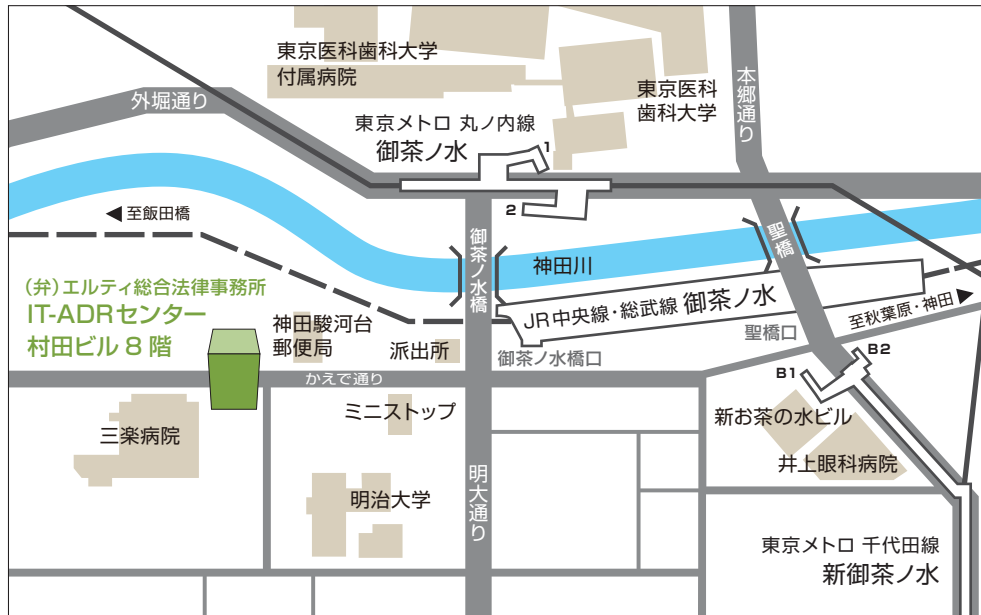 東京医科歯科大学
付属病院
東京医科
歯科大学
本郷通り
外堀通り
東京メトロ 丸ノ内線
御茶ノ水
1
2
◀至飯田橋
御茶ノ水橋
神田川
聖橋
JR中央線・総武線 御茶ノ水
至秋葉原・神田▶
(弁)エルティ総合法律事務所
IT-ADRセンター
村田ビル 8 階
神田駿河台
郵便局
派出所
御茶ノ水橋口
聖橋口
かえで通り
B1
B2
三楽病院
ミニストップ
新お茶の水ビル
井上眼科病院
明治大学
明大通り
東京メトロ 千代田線
新御茶ノ水